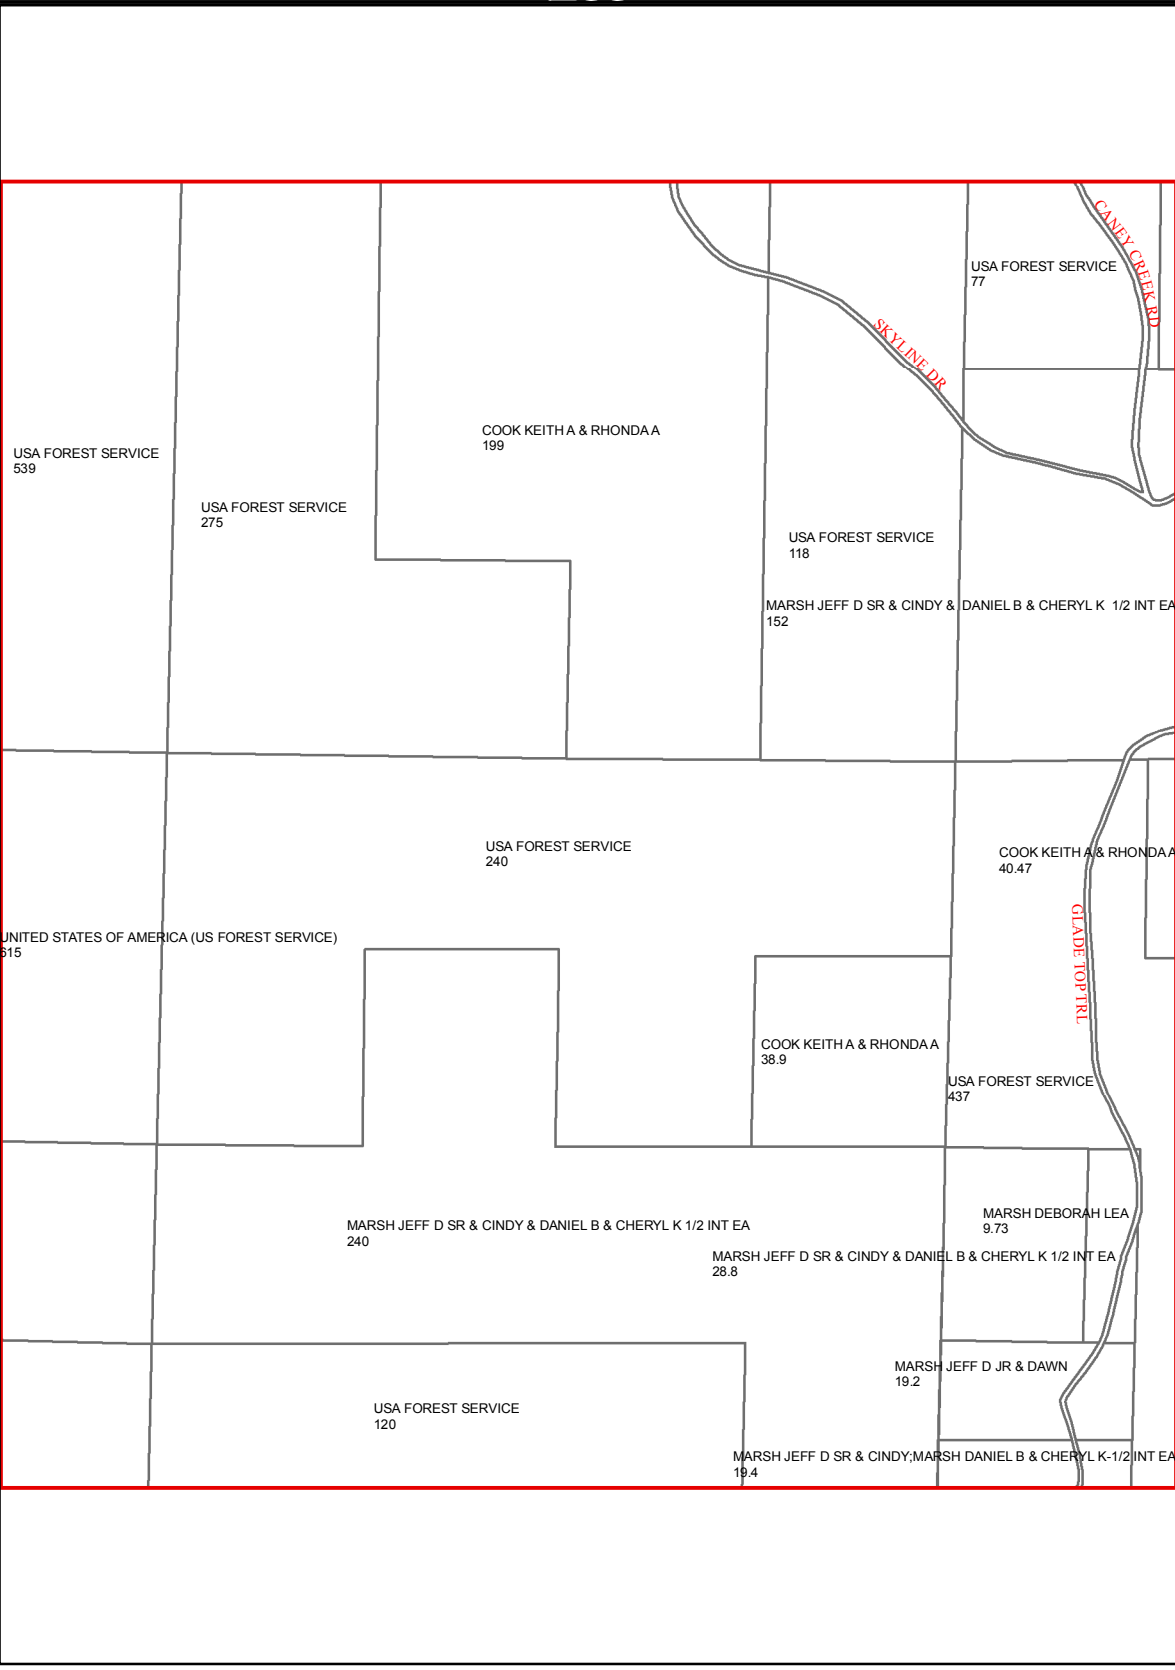 CANEY CREEK RD
USA FOREST SERVICE
77
SKYLINE DR
COOK KEITH A & RHONDA A
199
USA FOREST SERVICE
539
USA FOREST SERVICE
275
USA FOREST SERVICE
118
MARSH JEFF D SR & CINDY & DANIEL B & CHERYL K 1/2 INT EA
152
USA FOREST SERVICE
240
COOK KEITH A & RHONDA A
40.47
GLADE TOP TRL
UNITED STATES OF AMERICA (US FOREST SERVICE)
615
COOK KEITH A & RHONDA A
38.9
USA FOREST SERVICE
437
MARSH DEBORAH LEA
9.73
MARSH JEFF D SR & CINDY & DANIEL B & CHERYL K 1/2 INT EA
240
MARSH JEFF D SR & CINDY & DANIEL B & CHERYL K 1/2 INT EA
28.8
MARSH JEFF D JR & DAWN
19.2
USA FOREST SERVICE
120
MARSH JEFF D SR & CINDY;MARSH DANIEL B & CHERYL K-1/2 INT EA
19.4